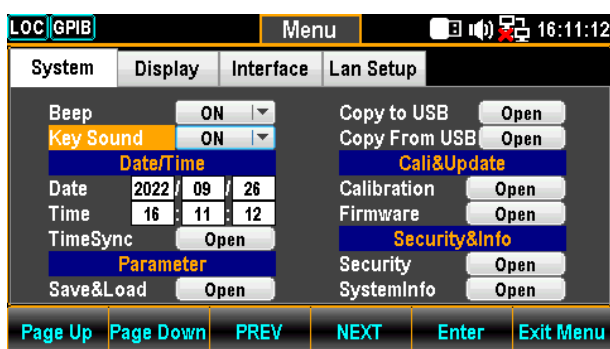 LOC GPIB Menu 16:11:12
System Display Interface Lan Setup
Beep ON
Key Sound ON
Date/Time
Date 2022 / 09 / 26
Time 16 : 11 : 12
TimeSync Open
Parameter
Save&Load Open
Copy to USB Open
Copy From USB Open
Cali&Update
Calibration Open
Firmware Open
Security&Info
Security Open
SystemInfo Open
Page Up Page Down PREV NEXT Enter Exit Menu